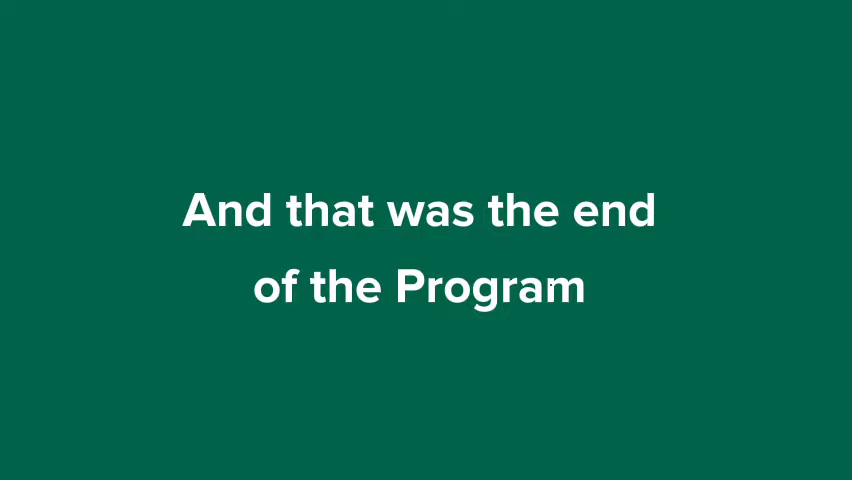 And that was the end
of the Program